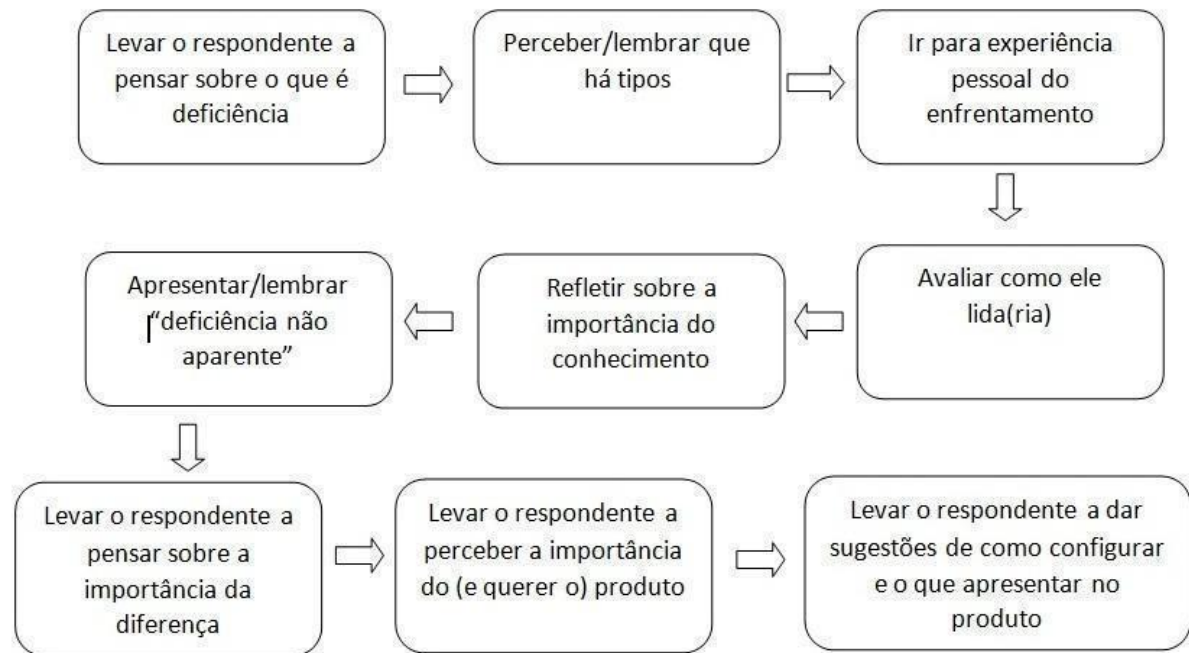 Levar o respondente a
pensar sobre o que é
deficiência
Perceber/lembrar que
há tipos
Ir para experiência
pessoal do
enfrentamento
Avaliar como ele
lida(ria)
Refletir sobre a
importância do
conhecimento
Apresentar/lembrar
“deficiência não
aparente”
Levar o respondente a
pensar sobre a
importância da
diferença
Levar o respondente a
perceber a importância
do (e querer o) produto
Levar o respondente a dar
sugestões de como configurar
e o que apresentar no
produto